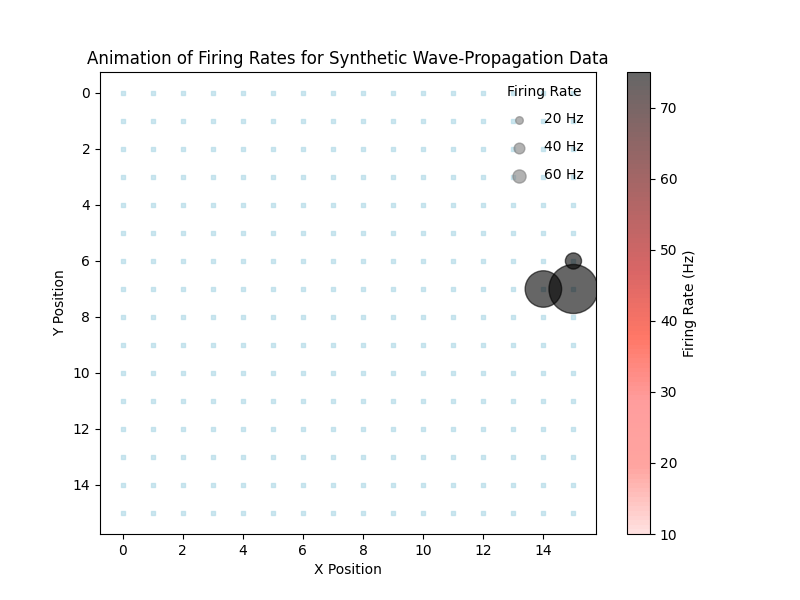 Animation of Firing Rates for Synthetic Wave-Propagation Data
Firing Rate
20 Hz
40 Hz
60 Hz
0
2
4
6
8
10
12
14
Y Position
0 2 4 6 8 10 12 14
X Position
70
60
50
40
30
20
10
Firing Rate (Hz)